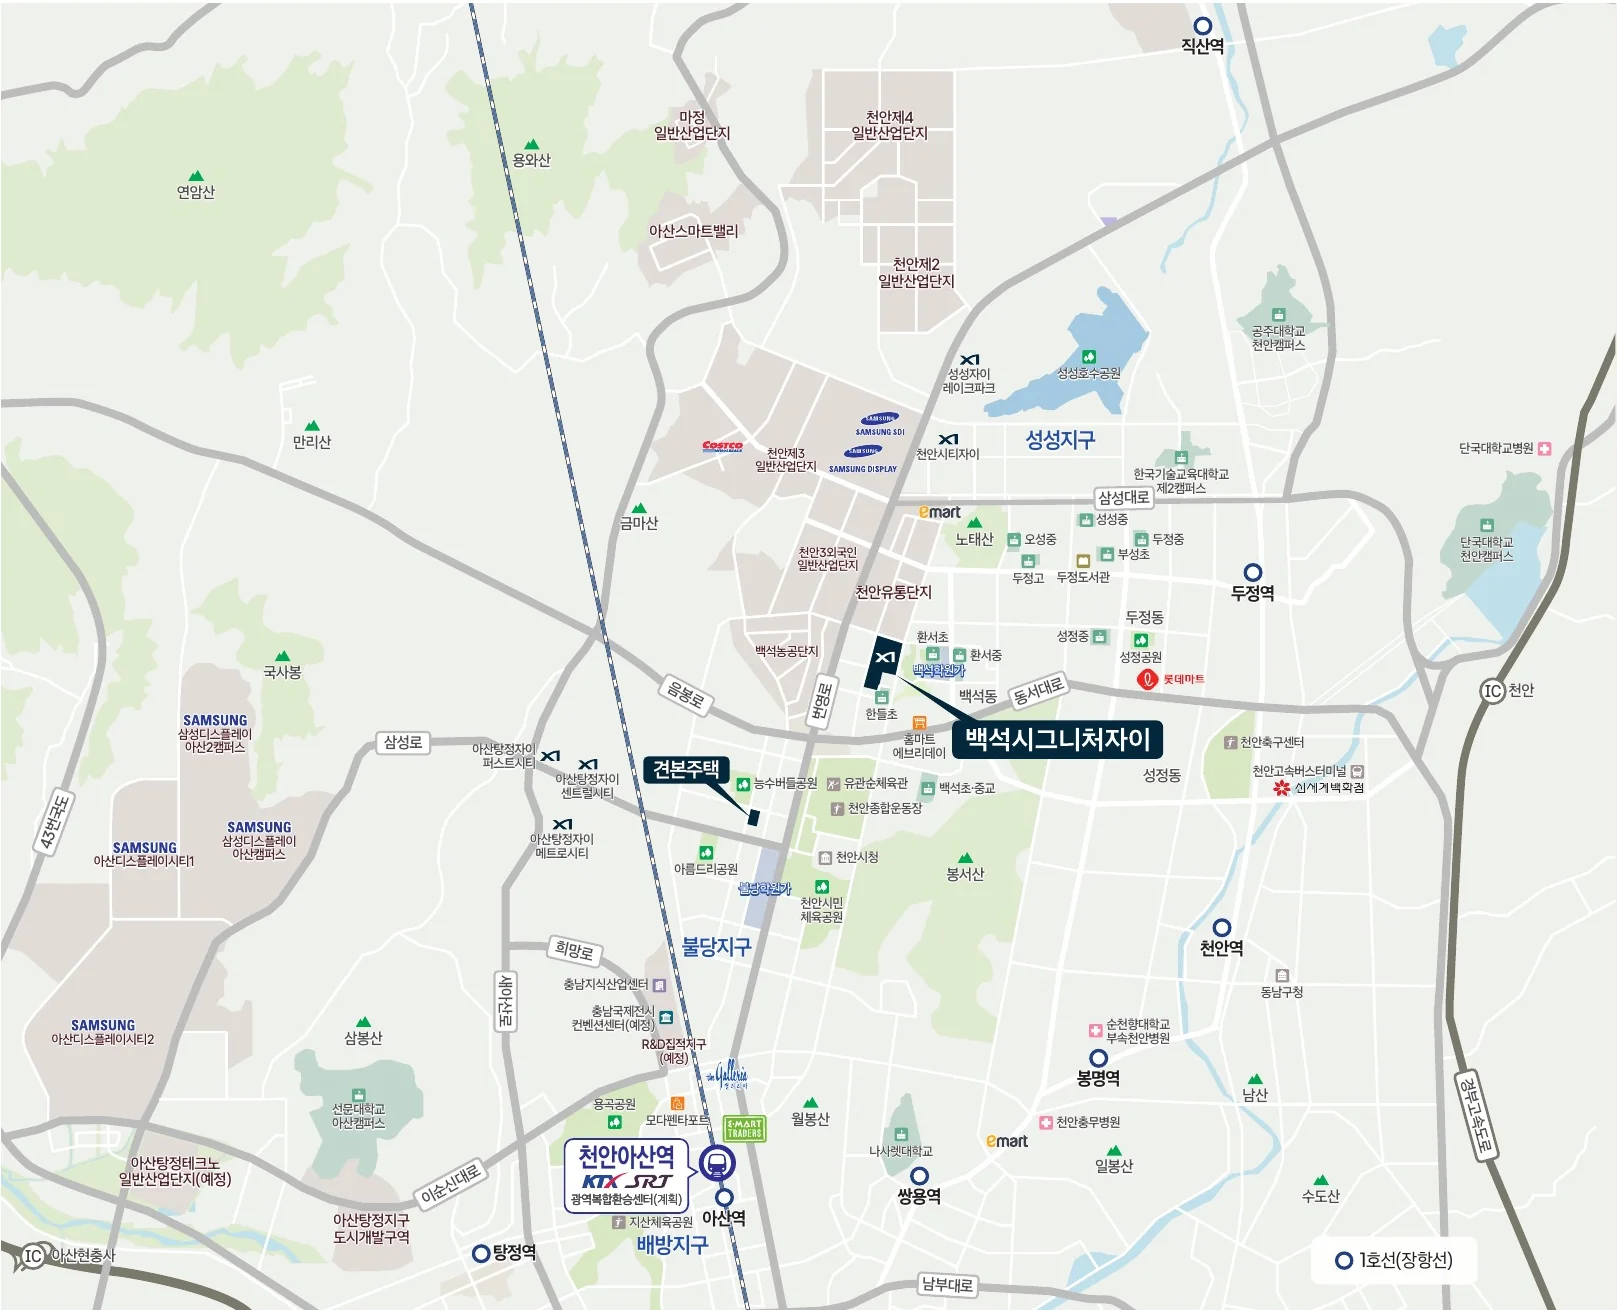 직산역
마정
일반산업단지
천안제4
일반산업단지
용와산
연암산
아산스마트밸리
천안제2
일반산업단지
공주대학교
천안캠퍼스
성성자이
레이크파크
성성호수공원
SAMSUNG
SAMSUNG SDI
SAMSUNG
SAMSUNG DISPLAY
만리산
COSTCO
WHOLESALE
천안제3
일반산업단지
천안시티자이
성성지구
단국대학교병원
한국기술교육대학교
제2캠퍼스
삼성대로
emart
금마산
노태산
오성중
성성중
두정중
부성초
두정고
두정도서관
단국대학교
천안캠퍼스
천안3외국인
일반산업단지
천안유통단지
두정역
두정동
성정중
성정공원
롯데마트
환서초
환서중
백석학원가
백석농공단지
국사봉
음봉로
번영로
한들초
백석동
동서대로
IC 천안
SAMSUNG
삼성디스플레이
아산2캠퍼스
삼성로
아산탕정자이
퍼스트시티
아산탕정자이
센트럴시티
홈마트
에브리데이
백석시그니처자이
천안축구센터
성정동
천안고속버스터미널
신세계백화점
견본주택
능수버들공원
유관순체육관
백석초·중교
천안종합운동장
43번국도
SAMSUNG
삼성디스플레이
아산캠퍼스
SAMSUNG
아산디스플레이시티1
아산탕정자이
메트로시티
아름드리공원
천안시청
봉서산
불당학원가
천안시민
체육공원
불당지구
희망로
천안역
충남지식산업센터
동남구청
새아산로
충남국제전시
컨벤션센터(예정)
SAMSUNG
아산디스플레이시티2
삼봉산
R&D집적지구
(예정)
순천향대학교
부속천안병원
봉명역
the Galleria
갤러리아
남산
선문대학교
아산캠퍼스
용곡공원
모다펜타포트
E·MART
TRADERS
월봉산
천안충무병원
emart
나사렛대학교
일봉산
경부고속도로
천안아산역
KTX SRT
광역복합환승센터(계획)
아산탕정테크노
일반산업단지(예정)
이순신대로
쌍용역
수도산
아산역
지산체육공원
배방지구
아산탕정지구
도시개발구역
탕정역
IC 아산현충사
남부대로
1호선(장항선)